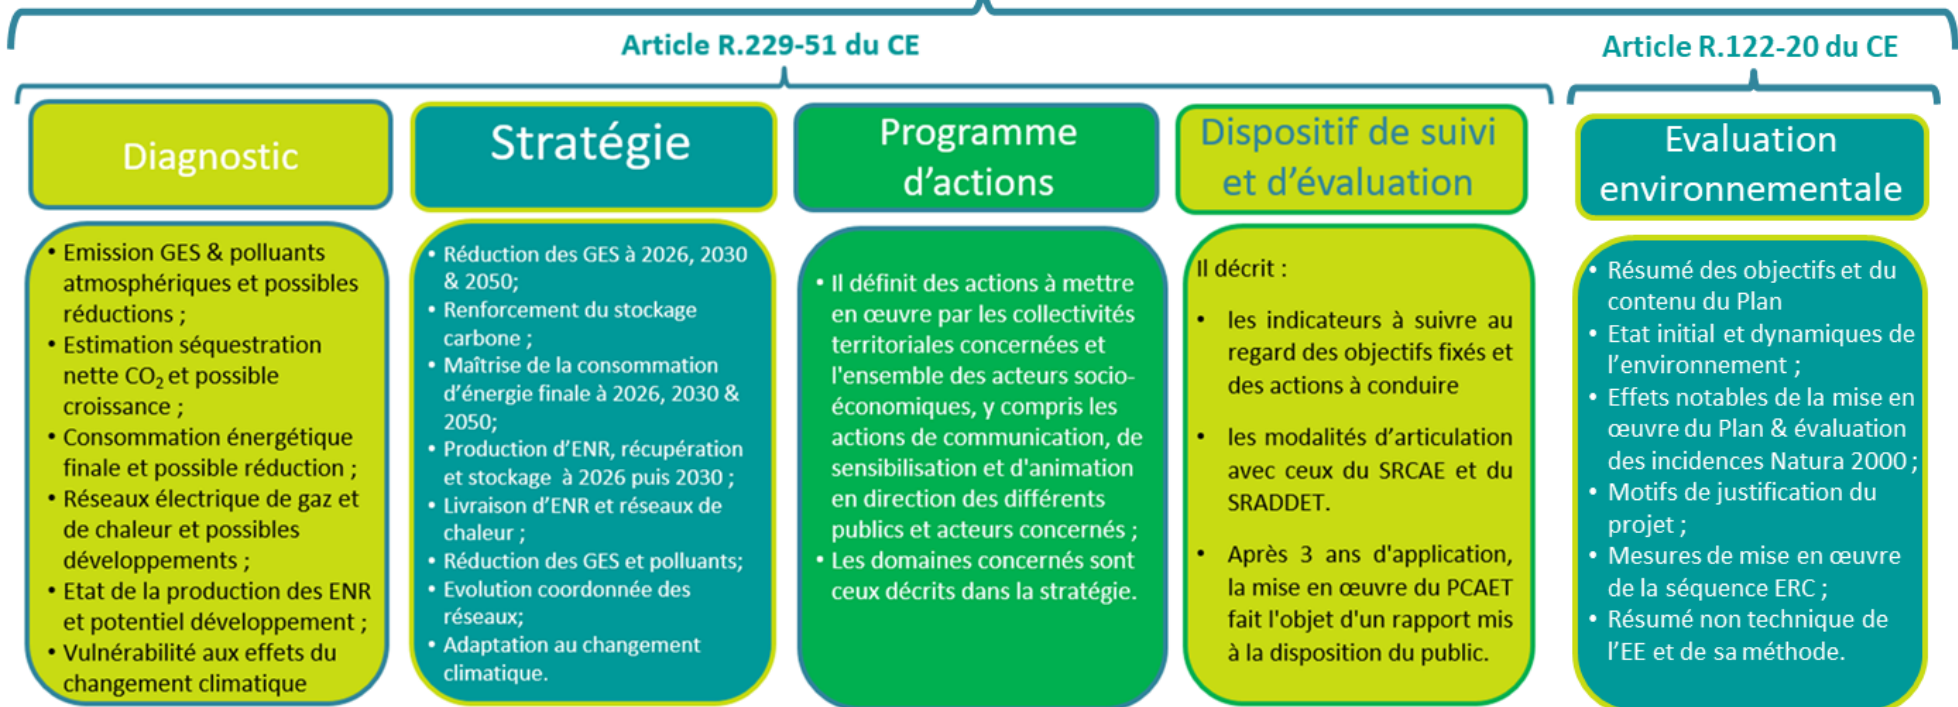 Article R.229-51 du CE
Article R.122-20 du CE
Diagnostic
• Emission GES & polluants
atmosphériques et possibles
réductions ;
• Estimation séquestration
nette CO₂ et possible
croissance ;
• Consommation énergétique
finale et possible réduction ;
• Réseaux électrique de gaz et
de chaleur et possibles
développements ;
• Etat de la production des ENR
et potentiel développement ;
• Vulnérabilité aux effets du
changement climatique
Stratégie
• Réduction des GES à 2026, 2030
& 2050;
• Renforcement du stockage
carbone ;
• Maîtrise de la consommation
d’énergie finale à 2026, 2030 &
2050;
• Production d’ENR, récupération
et stockage à 2026 puis 2030 ;
• Livraison d’ENR et réseaux de
chaleur ;
• Réduction des GES et polluants;
• Evolution coordonnée des
réseaux;
• Adaptation au changement
climatique.
Programme
d’actions
• Il définit des actions à mettre
en œuvre par les collectivités
territoriales concernées et
l'ensemble des acteurs socio-
économiques, y compris les
actions de communication, de
sensibilisation et d'animation
en direction des différents
publics et acteurs concernés ;
• Les domaines concernés sont
ceux décrits dans la stratégie.
Dispositif de suivi
et d’évaluation
Il décrit :
• les indicateurs à suivre au
regard des objectifs fixés et
des actions à conduire
• les modalités d’articulation
avec ceux du SRCAE et du
SRADDET.
• Après 3 ans d'application,
la mise en œuvre du PCAET
fait l'objet d'un rapport mis
à la disposition du public.
Evaluation
environnementale
• Résumé des objectifs et du
contenu du Plan
• Etat initial et dynamiques de
l’environnement ;
• Effets notables de la mise en
œuvre du Plan & évaluation
des incidences Natura 2000 ;
• Motifs de justification du
projet ;
• Mesures de mise en œuvre
de la séquence ERC ;
• Résumé non technique de
l’EE et de sa méthode.